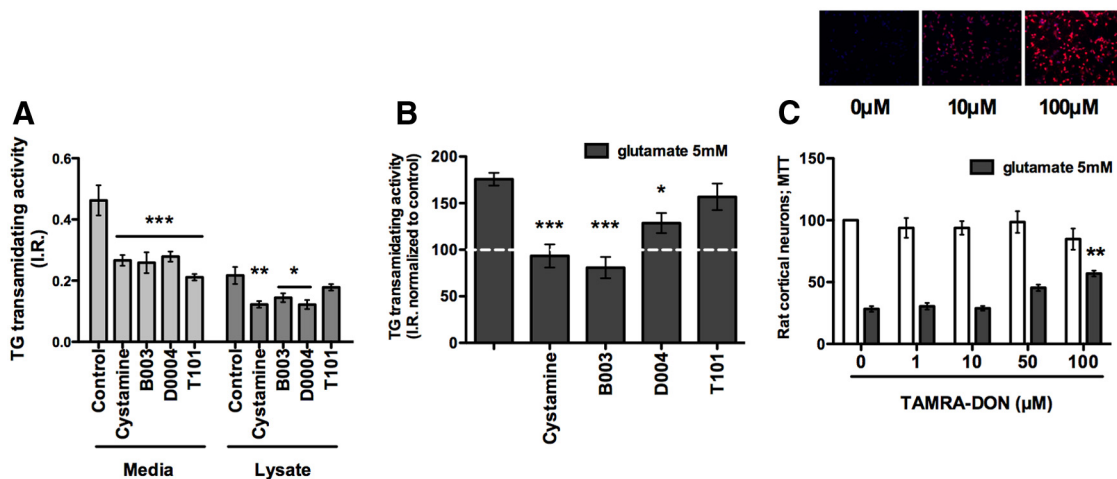 0μM 10μM 100μM
A
TG transamidating activity
(I.R.)
0.6
0.4
0.2
0.0
***
** *
Control
Cystamine
B003
D0004
T101
Control
Cystamine
B003
D0004
T101
Media Lysate
B
glutamate 5mM
TG transamidating activity
(I.R. normalized to control)
200
150
100
50
0
*** *** *
Cystamine
B003
D004
T101
C
glutamate 5mM
Rat cortical neurons; MTT
150
100
50
0
**
0 1 10 50 100
TAMRA-DON (μM)